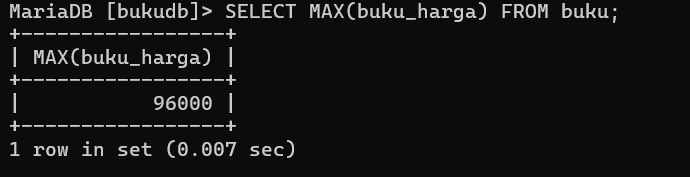 MariaDB [bukudb]> SELECT MAX(buku_harga) FROM buku;
+-----------------+
| MAX(buku_harga) |
+-----------------+
|           96000 |
+-----------------+
1 row in set (0.007 sec)